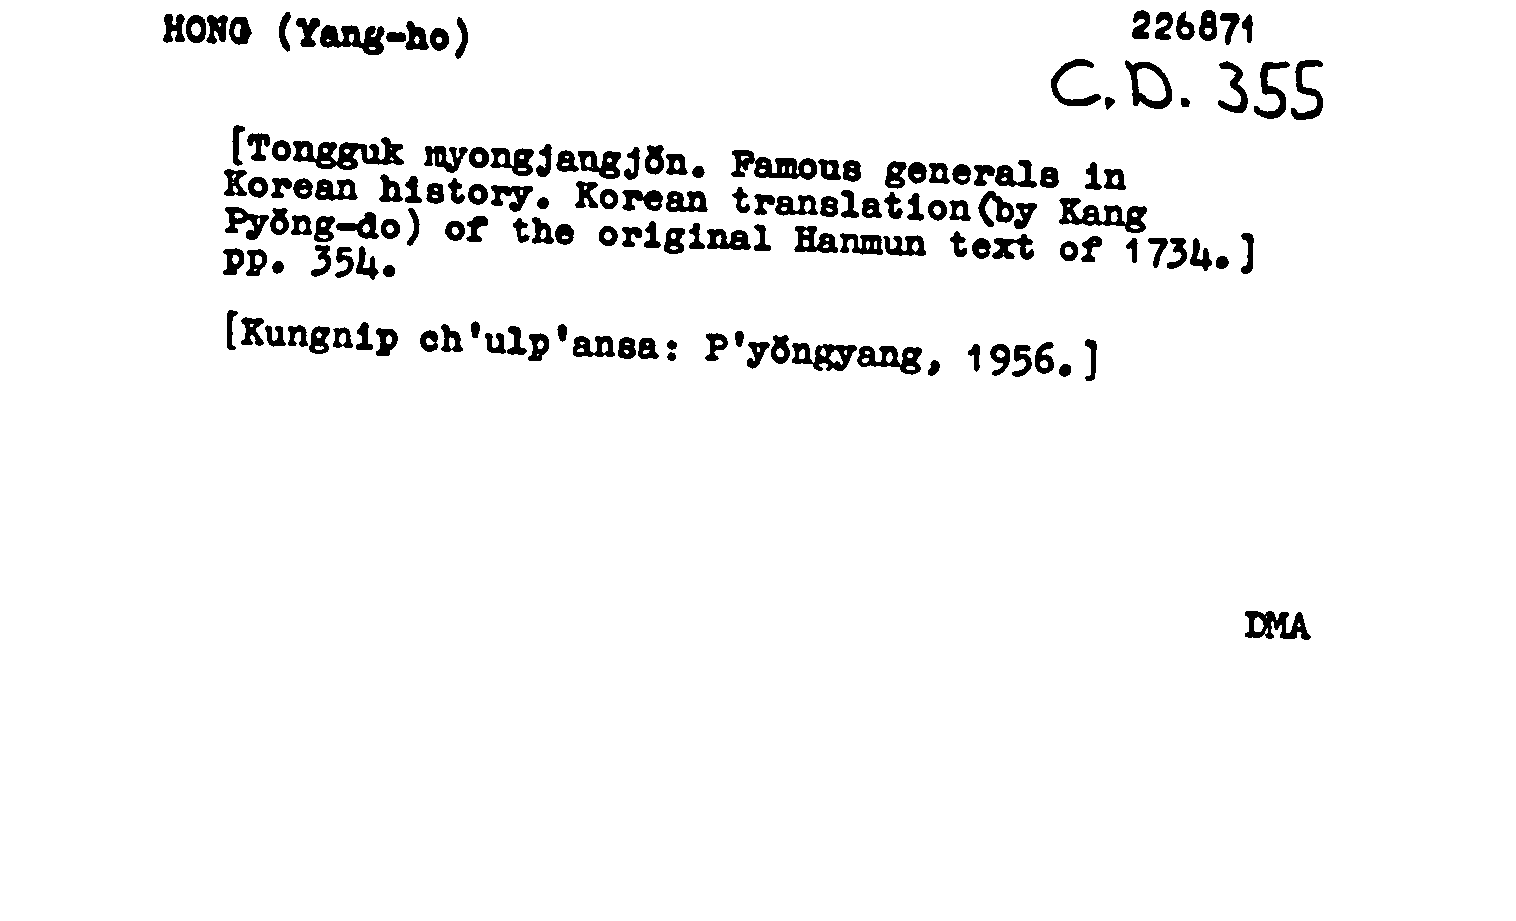 HONG (Yang-ho)
226871
C.D. 355
[Tongguk myongjangjŏn. Famous generals in
Korean history. Korean translation(by Kang
Pyŏng-do) of the original Hanmun text of 1734.]
pp. 354.
[Kungnip ch'ulp'ansa: P'yŏngyang, 1956.]
DMA